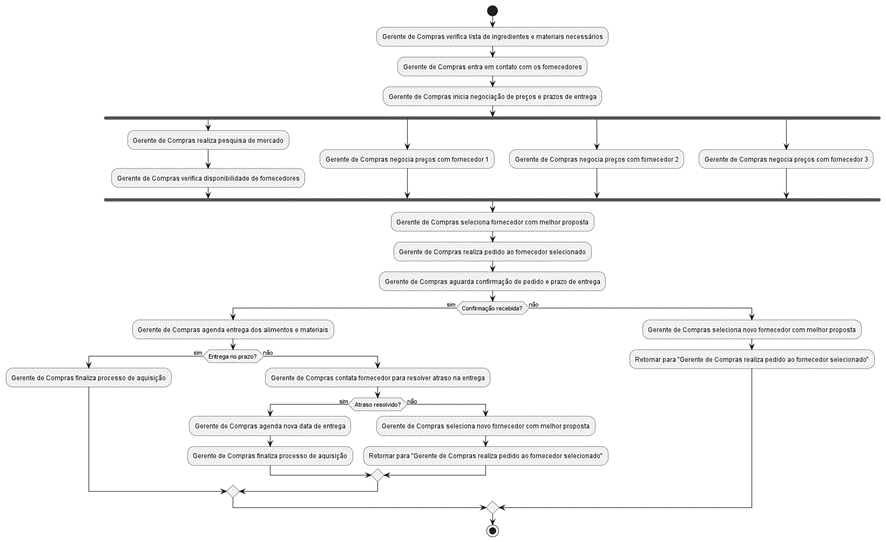 Gerente de Compras verifica lista de ingredientes e materiais necessários
Gerente de Compras entra em contato com os fornecedores
Gerente de Compras inicia negociação de preços e prazos de entrega
Gerente de Compras realiza pesquisa de mercado
Gerente de Compras verifica disponibilidade de fornecedores
Gerente de Compras negocia preços com fornecedor 1
Gerente de Compras negocia preços com fornecedor 2
Gerente de Compras negocia preços com fornecedor 3
Gerente de Compras seleciona fornecedor com melhor proposta
Gerente de Compras realiza pedido ao fornecedor selecionado
Gerente de Compras aguarda confirmação de pedido e prazo de entrega
sim
Confirmação recebida?
não
Gerente de Compras agenda entrega dos alimentos e materiais
sim
Entrega no prazo?
não
Gerente de Compras finaliza processo de aquisição
Gerente de Compras contata fornecedor para resolver atraso na entrega
sim
Atraso resolvido?
não
Gerente de Compras agenda nova data de entrega
Gerente de Compras finaliza processo de aquisição
Gerente de Compras seleciona novo fornecedor com melhor proposta
Retornar para "Gerente de Compras realiza pedido ao fornecedor selecionado"
Gerente de Compras seleciona novo fornecedor com melhor proposta
Retornar para "Gerente de Compras realiza pedido ao fornecedor selecionado"